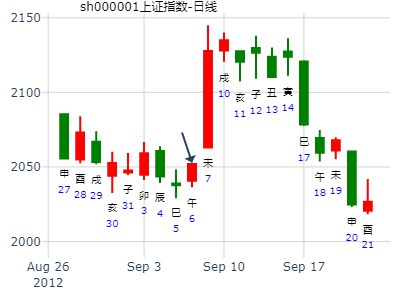 sh000001上证指数-日线
2150
2100
2050
2000
申
27
酉
28
戌
29
亥
30
子
31
卯
3
辰
4
巳
5
午
6
未
7
戌
10
亥
11
子
12
丑
13
寅
14
巳
17
午
18
未
19
申
20
酉
21
Aug 26
2012
Sep 3
Sep 10
Sep 17